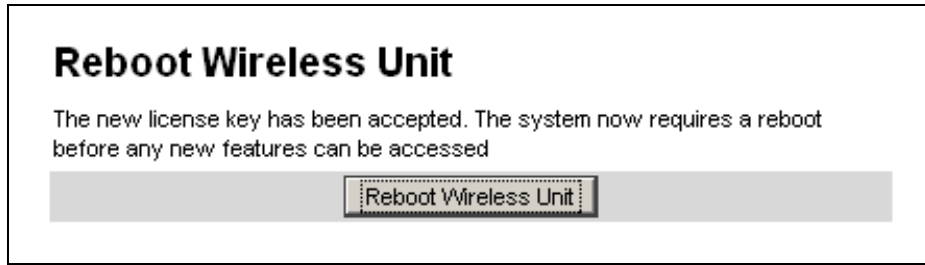 Reboot Wireless Unit
The new license key has been accepted. The system now requires a reboot
before any new features can be accessed
Reboot Wireless Unit